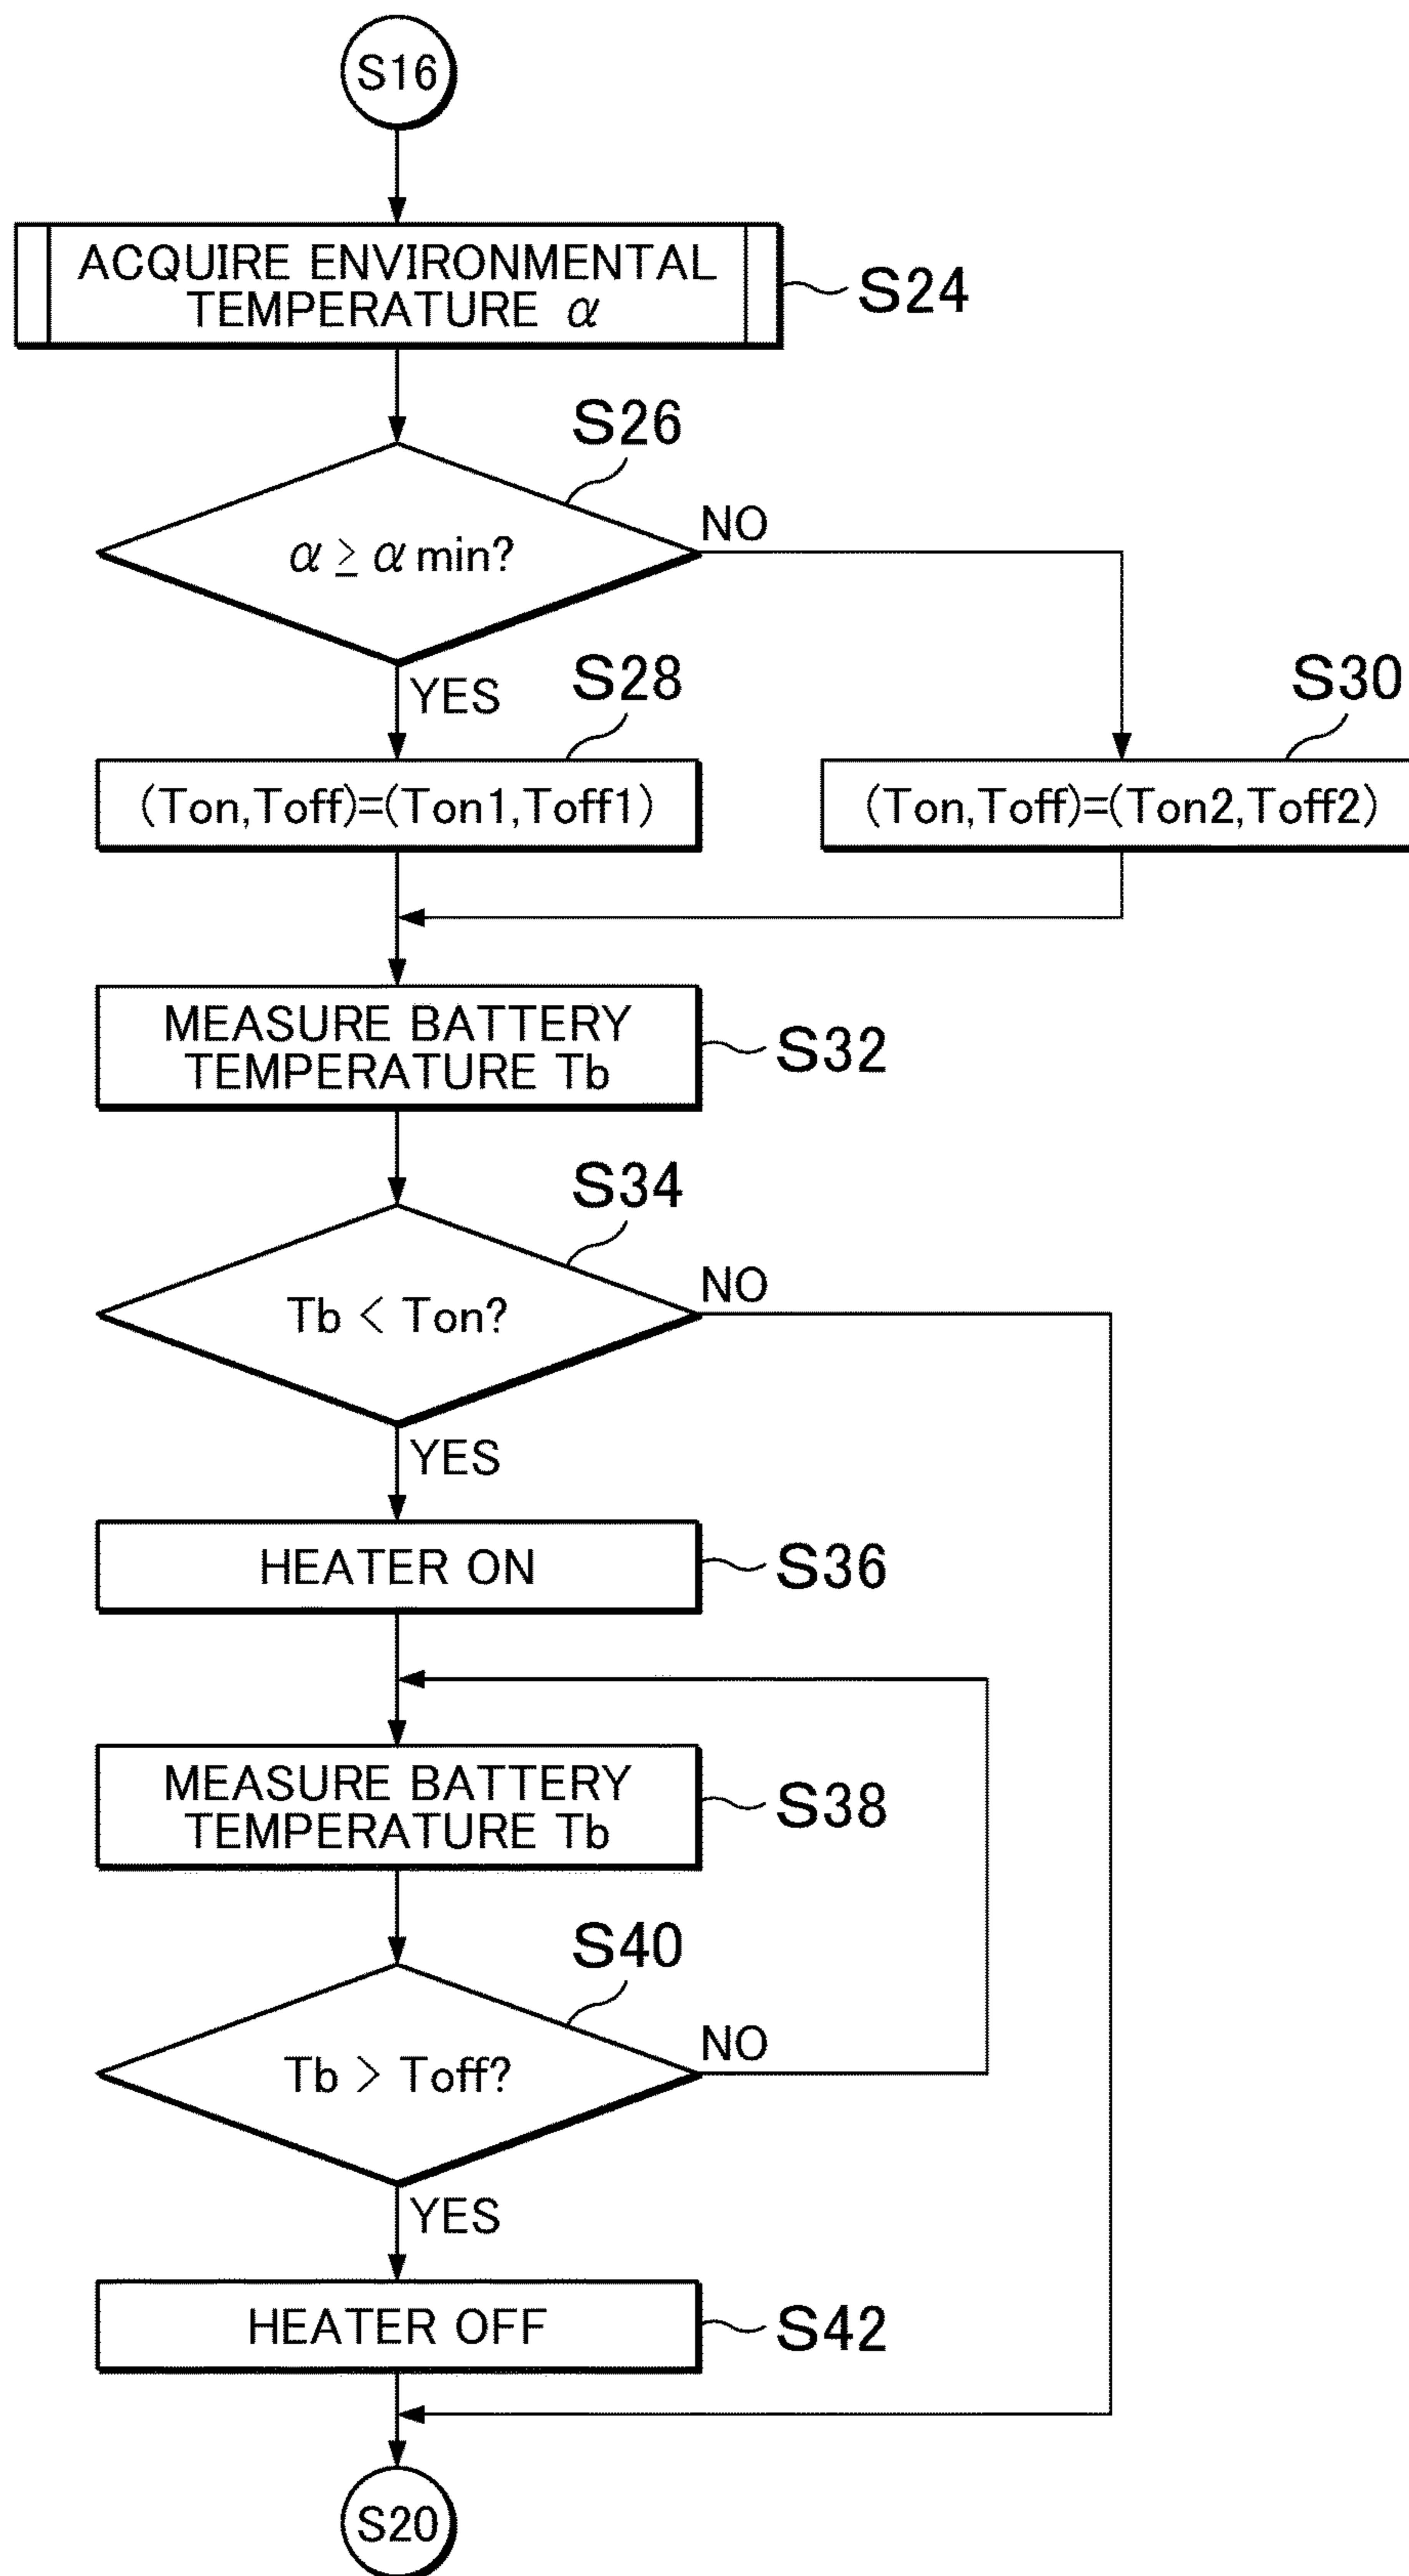 S16
ACQUIRE ENVIRONMENTAL
TEMPERATURE α
S24
S26
α ≥ α min?
NO
YES
S28
S30
(Ton,Toff)=(Ton1,Toff1)
(Ton,Toff)=(Ton2,Toff2)
MEASURE BATTERY
TEMPERATURE Tb
S32
S34
Tb < Ton?
NO
YES
HEATER ON
S36
MEASURE BATTERY
TEMPERATURE Tb
S38
S40
Tb > Toff?
NO
YES
HEATER OFF
S42
S20